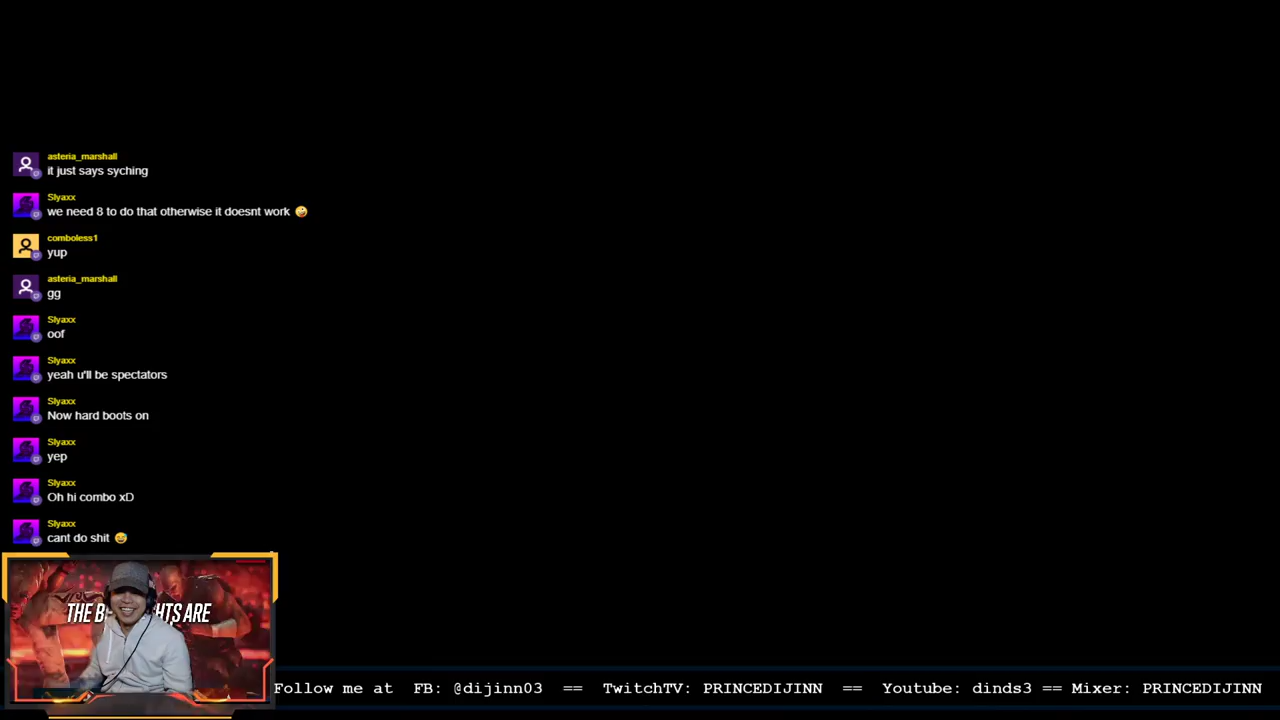 asteria_marshall
it just says syching
Slyaxx
we need 8 to do that otherwise it doesnt work 🤪
comboless1
yup
asteria_marshall
gg
Slyaxx
oof
Slyaxx
yeah u'll be spectators
Slyaxx
Now hard boots on
Slyaxx
yep
Slyaxx
Oh hi combo xD
Slyaxx
cant do shit 😅
THE B HTS ARE
Follow me at FB: @dijinn03 == TwitchTV: PRINCEDIJINN == Youtube: dinds3 == Mixer: PRINCEDIJINN